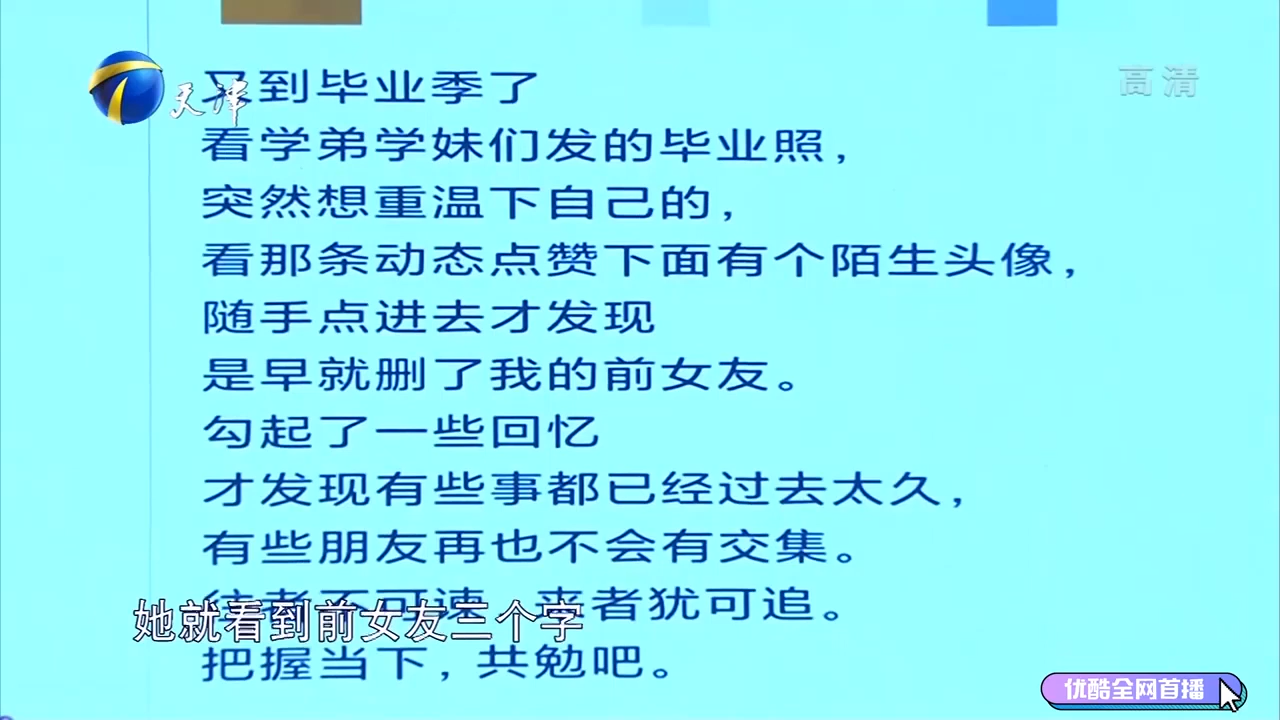 天津
高清
又到毕业季了
看学弟学妹们发的毕业照，
突然想重温下自己的，
看那条动态点赞下面有个陌生头像，
随手点进去才发现
是早就删了我的前女友。
勾起了一些回忆
才发现有些事都已经过去太久，
有些朋友再也不会有交集。
往者不可谏，来者犹可追。
她就看到前女友三个字
把握当下，共勉吧。
优酷全网首播